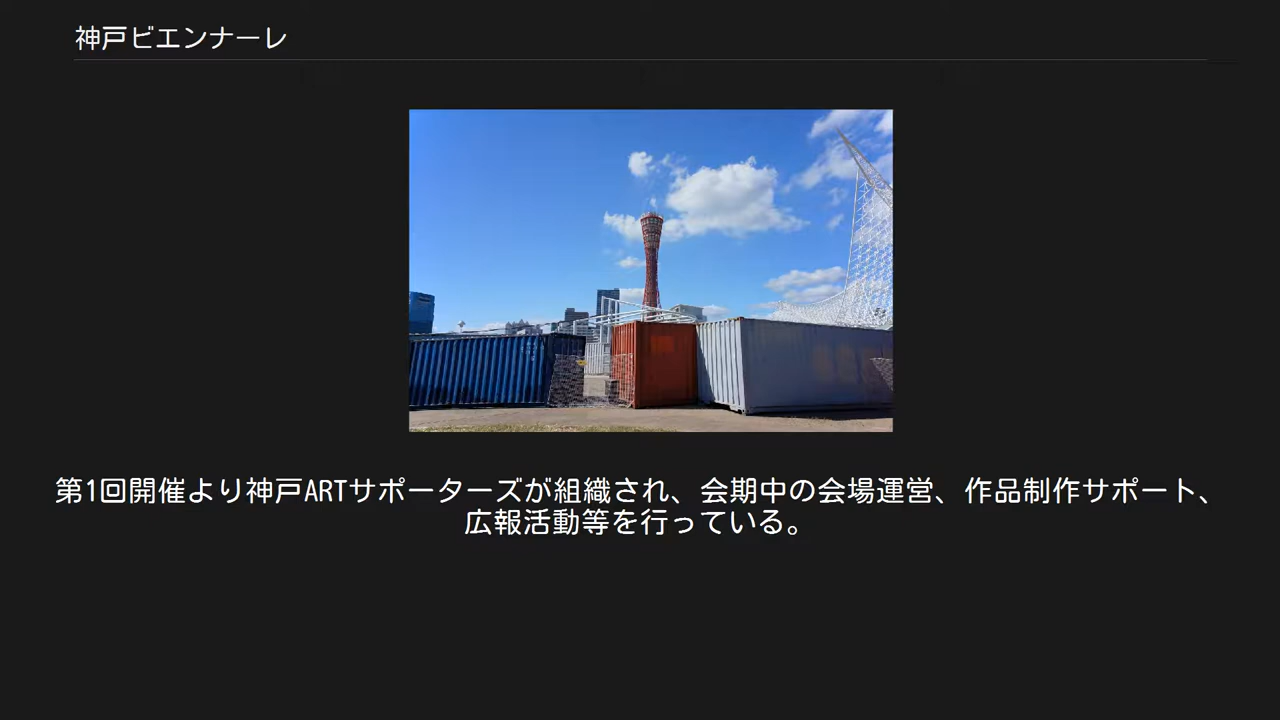 神戸ビエンナーレ
第1回開催より神戸ARTサポーターズが組織され、会期中の会場運営、作品制作サポート、
広報活動等を行っている。